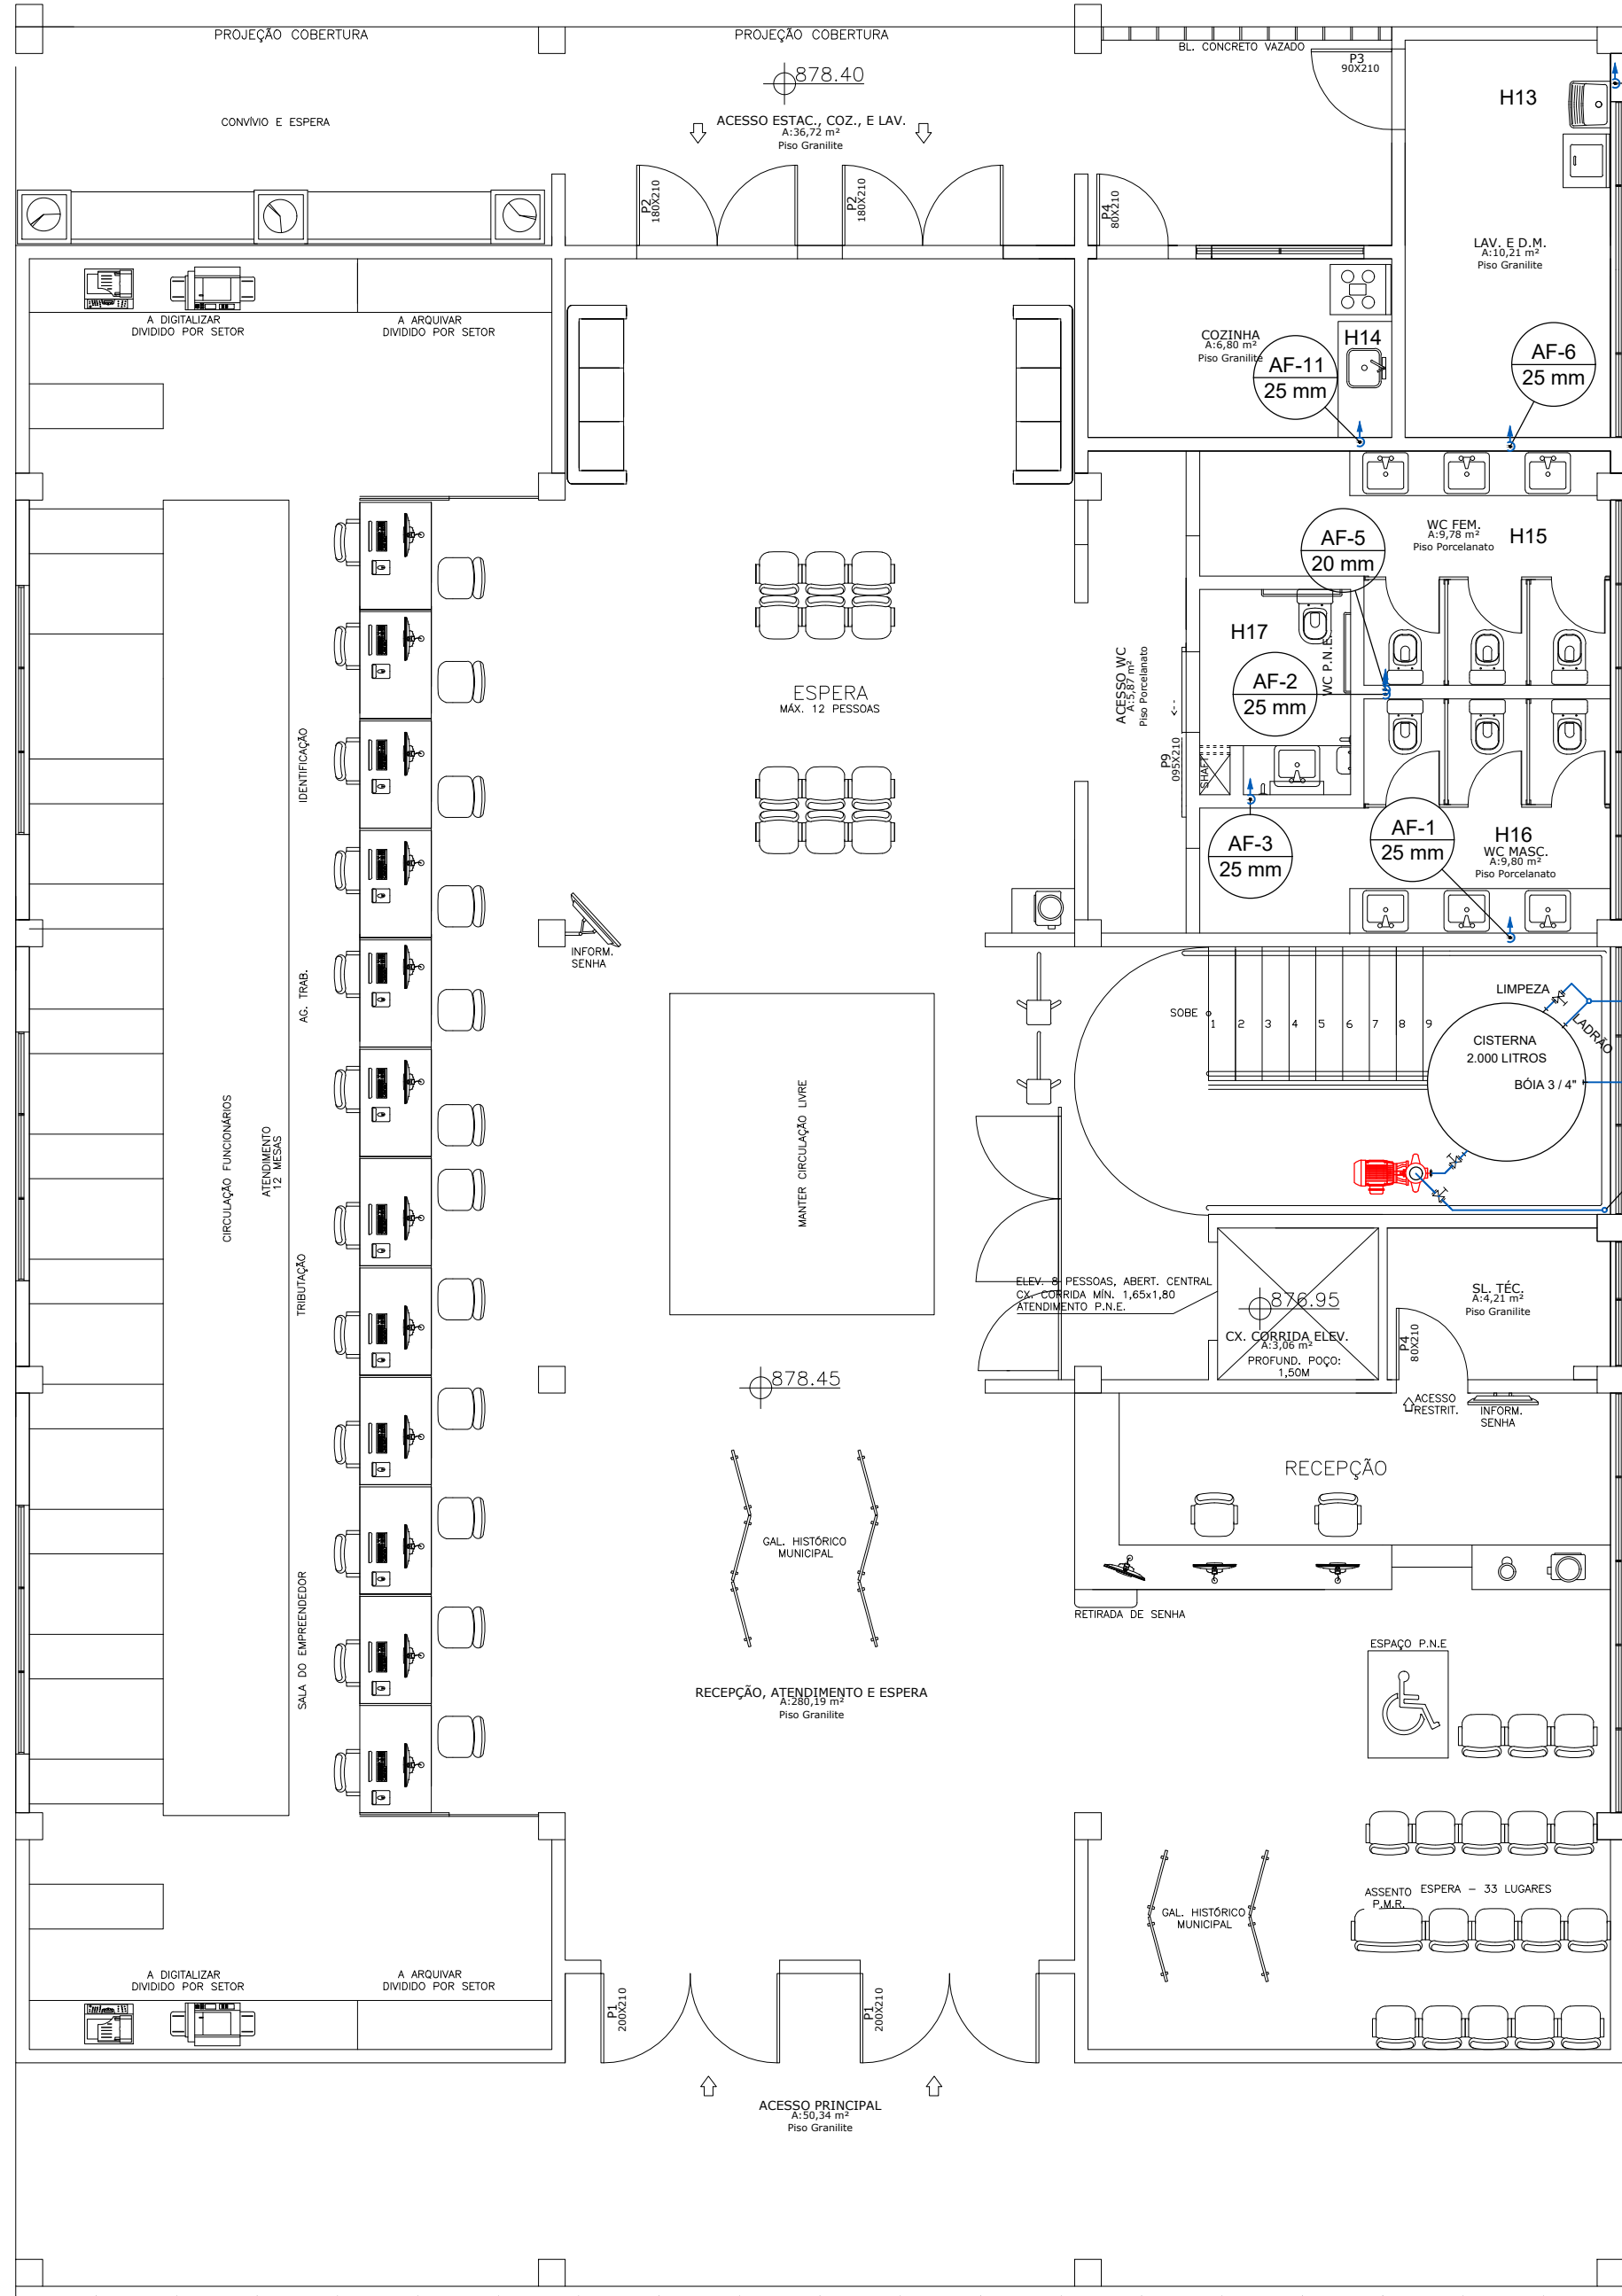 PROJEÇÃO COBERTURA
PROJEÇÃO COBERTURA
BL. CONCRETO VAZADO
P3
90X210
878.40
H13
CONVÍVIO E ESPERA
ACESSO ESTAC., COZ., E LAV.
A:36,72 m²
Piso Granilite
P2
180X210
P2
180X210
P4
80X210
LAV. E D.M.
A:10,21 m²
Piso Granilite
A DIGITALIZAR
DIVIDIDO POR SETOR
A ARQUIVAR
DIVIDIDO POR SETOR
COZINHA
A:6,80 m²
Piso Granilite
H14
AF-11
25 mm
AF-6
25 mm
WC FEM.
A:9,78 m²
Piso Porcelanato
H15
AF-5
20 mm
H17
WC P.N.E.
AF-2
25 mm
ACESSO WC
A:5,87 m²
Piso Porcelanato
P9
095X210
SHAFT
ESPERA
MÁX. 12 PESSOAS
IDENTIFICAÇÃO
AF-3
25 mm
AF-1
25 mm
H16
WC MASC.
A:9,80 m²
Piso Porcelanato
INFORM.
SENHA
AG. TRAB.
SOBE
1
2
3
4
5
6
7
8
9
LIMPEZA
LADRÃO
CISTERNA
2.000 LITROS
BÓIA 3 / 4"
CIRCULAÇÃO FUNCIONÁRIOS
ATENDIMENTO
12 MESAS
MANTER CIRCULAÇÃO LIVRE
TRIBUTAÇÃO
ELEV. 8 PESSOAS, ABERT. CENTRAL
CX. CORRIDA MÍN. 1,65x1,80
ATENDIMENTO P.N.E.
876.95
CX. CORRIDA ELEV.
A:3,06 m²
PROFUND. POÇO:
1,50M
SL. TÉC.
A:4,21 m²
Piso Granilite
P4
80X210
878.45
ACESSO
RESTRIT.
INFORM.
SENHA
RECEPÇÃO
GAL. HISTÓRICO
MUNICIPAL
RETIRADA DE SENHA
SALA DO EMPREENDEDOR
ESPAÇO P.N.E
RECEPÇÃO, ATENDIMENTO E ESPERA
A:280,19 m²
Piso Granilite
ASSENTO
P.M.R.
ESPERA - 33 LUGARES
GAL. HISTÓRICO
MUNICIPAL
A DIGITALIZAR
DIVIDIDO POR SETOR
A ARQUIVAR
DIVIDIDO POR SETOR
P1
200X210
P1
200X210
ACESSO PRINCIPAL
A:50,34 m²
Piso Granilite